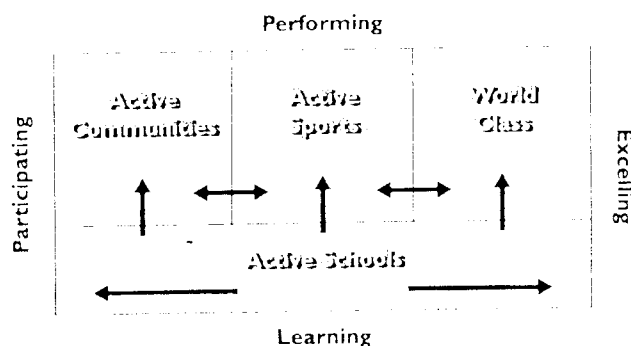 Performing
Active
Communities
Active
Sports
World
Class
Participating
Excelling
Active Schools
Learning